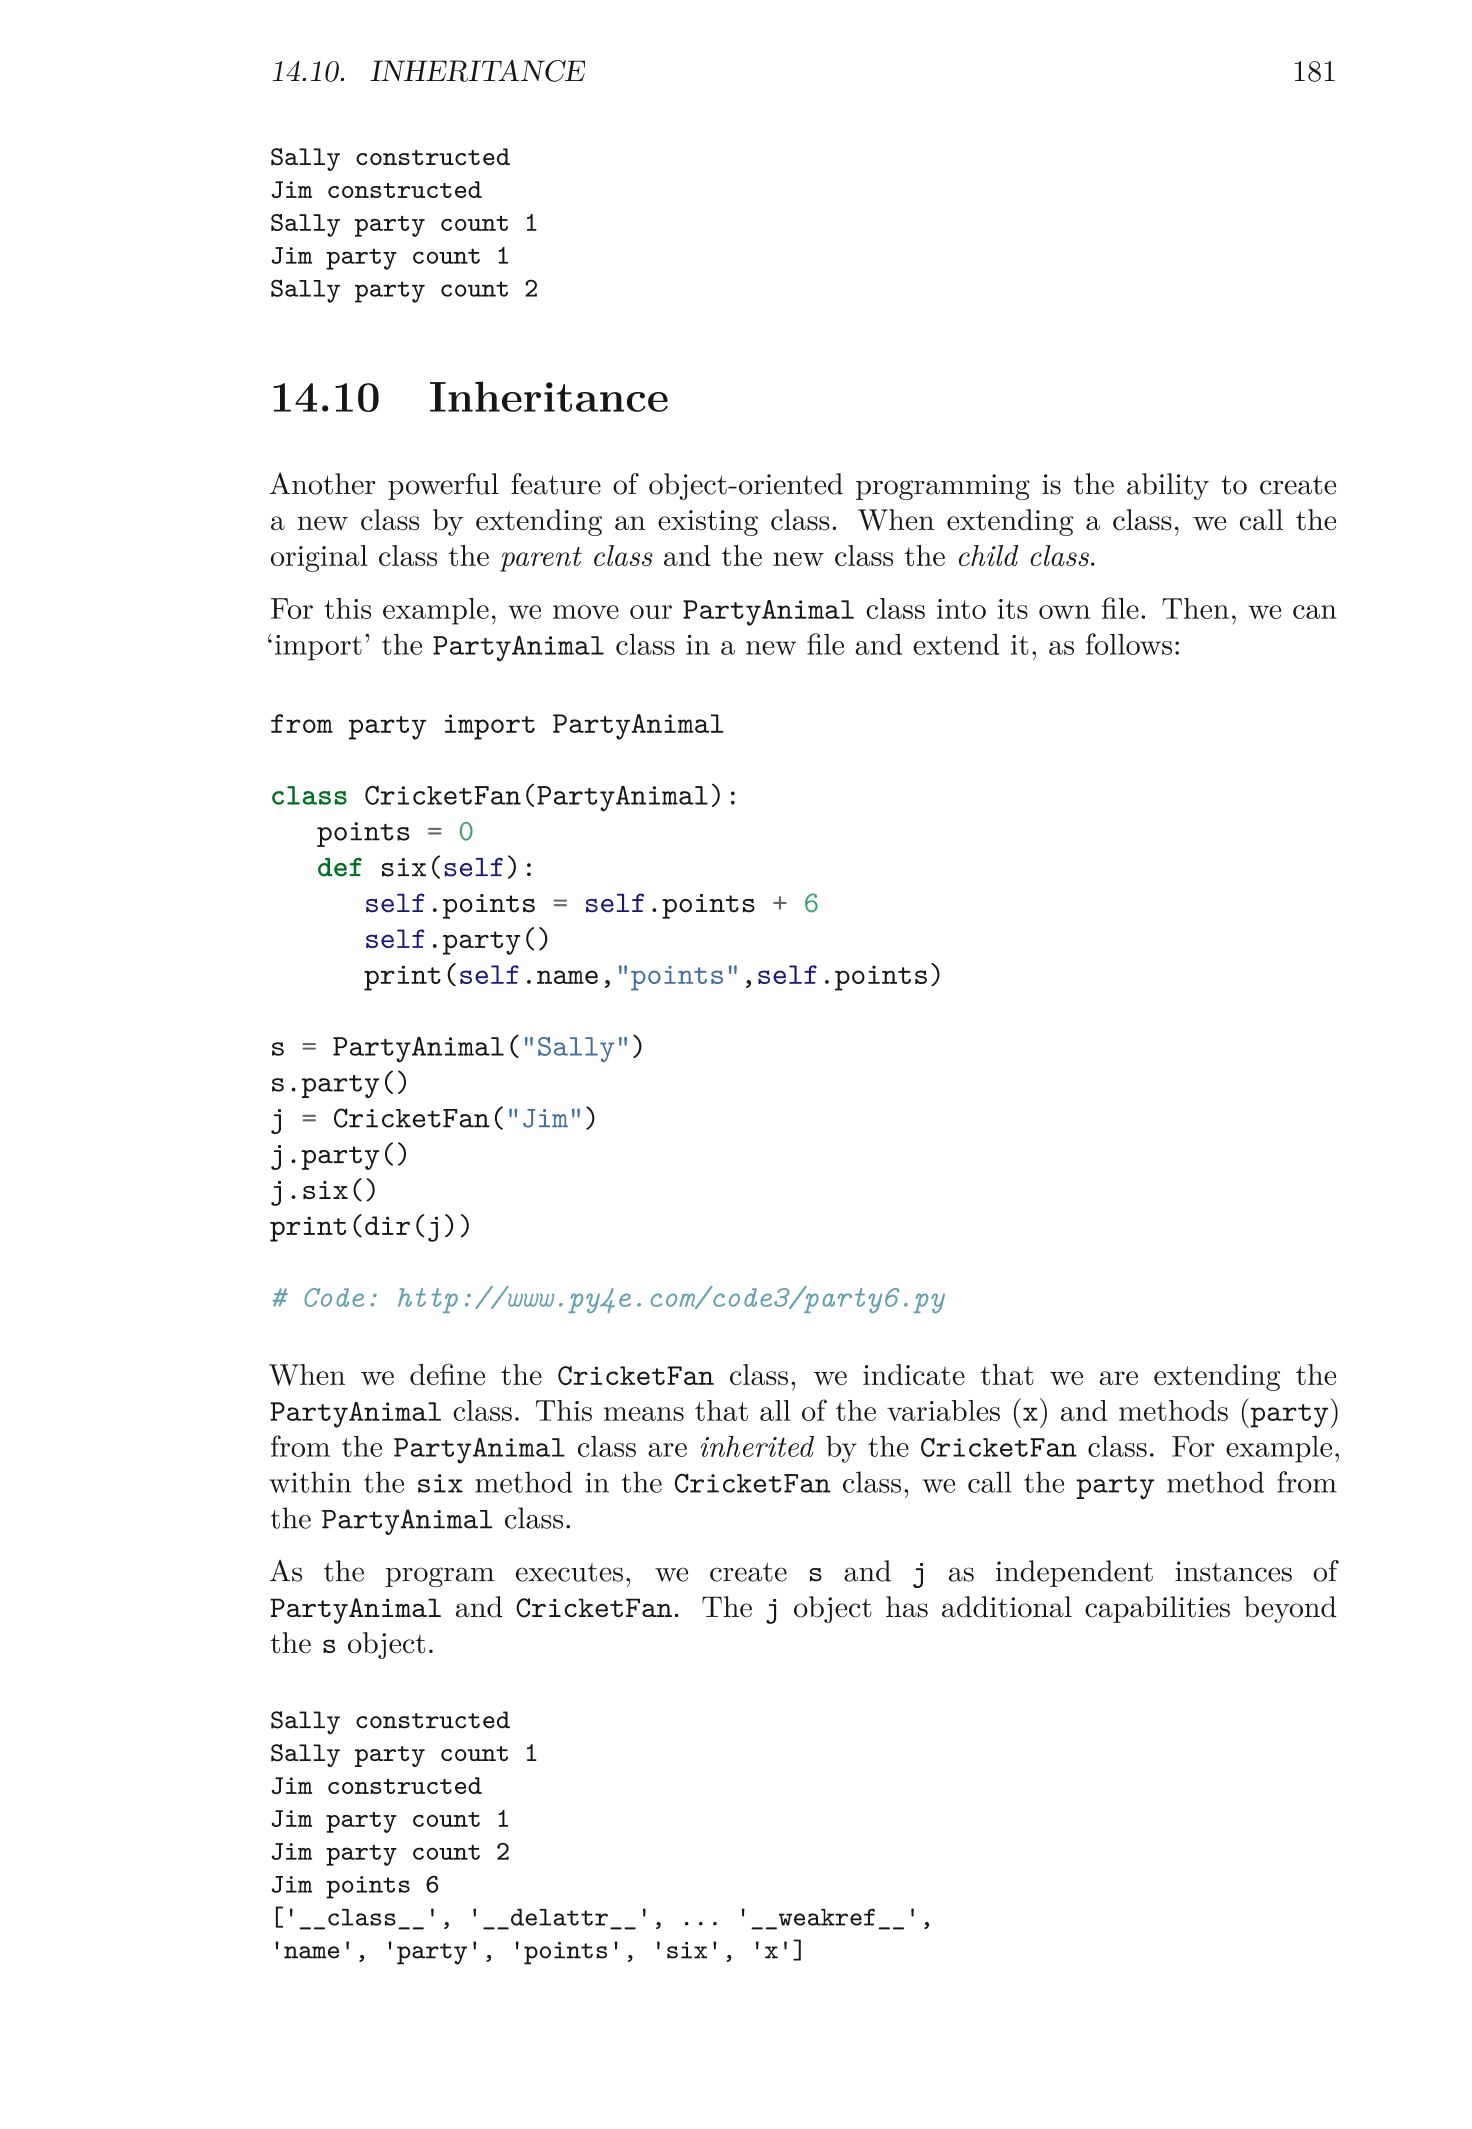 14.10. INHERITANCE 181
Sally constructed
Jim constructed
Sally party count 1
Jim party count 1
Sally party count 2
14.10 Inheritance
Another powerful feature of object-oriented programming is the ability to create
a new class by extending an existing class. When extending a class, we call the
original class the parent class and the new class the child class.
For this example, we move our PartyAnimal class into its own file. Then, we can
‘import’ the PartyAnimal class in a new file and extend it, as follows:
from party import PartyAnimal
class CricketFan(PartyAnimal):
   points = 0
   def six(self):
      self.points = self.points + 6
      self.party()
      print(self.name,"points",self.points)
s = PartyAnimal("Sally")
s.party()
j = CricketFan("Jim")
j.party()
j.six()
print(dir(j))
# Code: http://www.py4e.com/code3/party6.py
When we define the CricketFan class, we indicate that we are extending the
PartyAnimal class. This means that all of the variables (x) and methods (party)
from the PartyAnimal class are inherited by the CricketFan class. For example,
within the six method in the CricketFan class, we call the party method from
the PartyAnimal class.
As the program executes, we create s and j as independent instances of
PartyAnimal and CricketFan. The j object has additional capabilities beyond
the s object.
Sally constructed
Sally party count 1
Jim constructed
Jim party count 1
Jim party count 2
Jim points 6
['__class__', '__delattr__', ... '__weakref__',
'name', 'party', 'points', 'six', 'x']